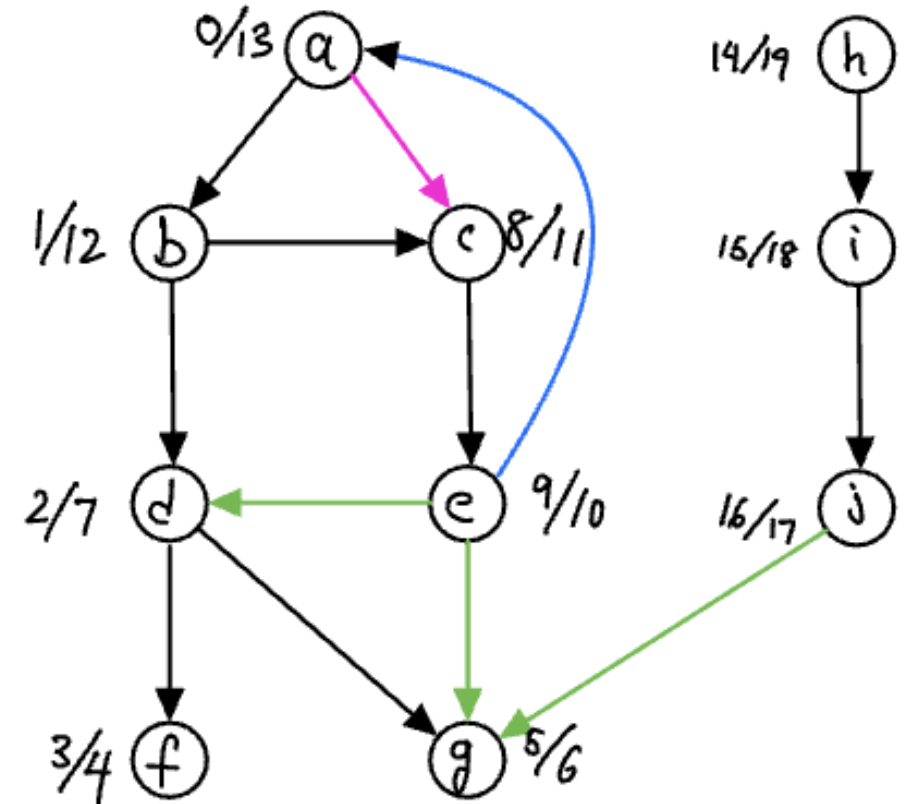 0/13 a
14/19 h
1/12 b
c 8/11
15/18 i
2/7 d
e 9/10
16/17 j
3/4 f
g 5/6